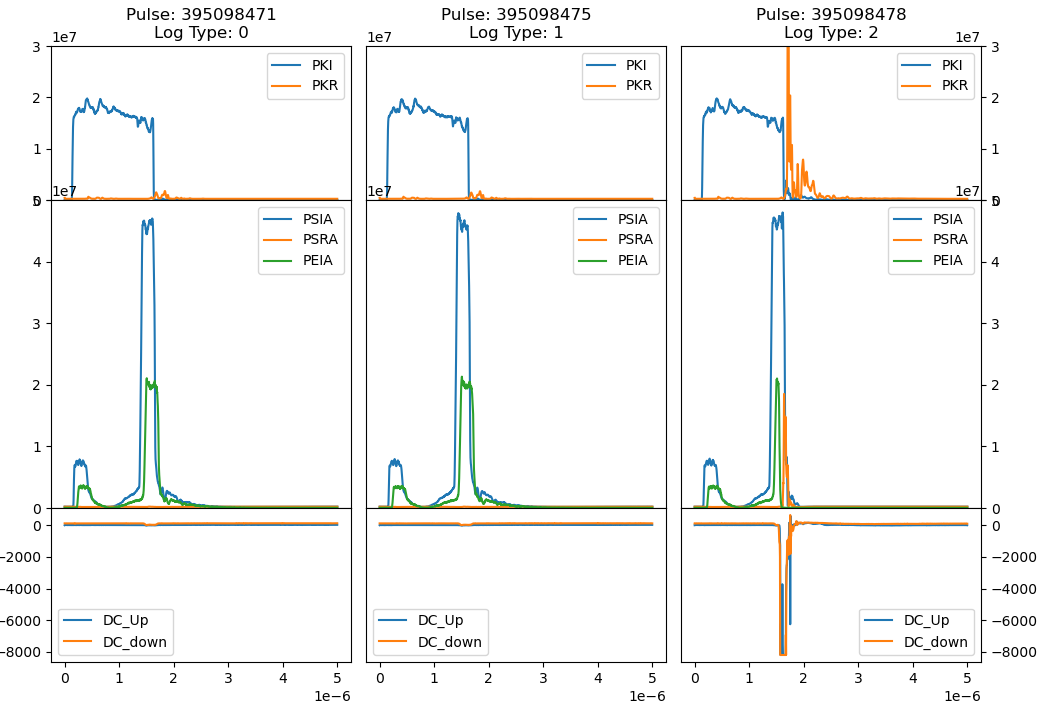 Pulse: 395098471
Log Type: 0
Pulse: 395098475
Log Type: 1
Pulse: 395098478
Log Type: 2
1e7
1e7
1e7
1e7
3
2
1
0
PKI
PKR
PKI
PKR
PKI
PKR
3
2
1
0
1e7
1e7
1e7
5
4
3
2
1
0
PSIA
PSRA
PEIA
PSIA
PSRA
PEIA
PSIA
PSRA
PEIA
5
4
3
2
1
0
0
−2000
−4000
−6000
−8000
DC_Up
DC_down
DC_Up
DC_down
DC_Up
DC_down
0
−2000
−4000
−6000
−8000
0 1 2 3 4 5
1e−6
0 1 2 3 4 5
1e−6
0 1 2 3 4 5
1e−6